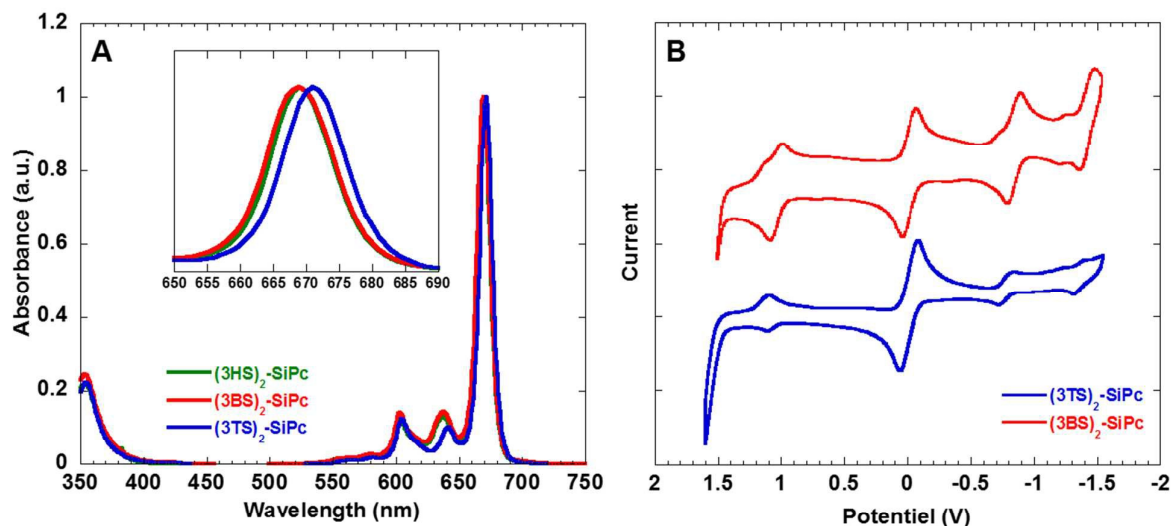 A
1.2
1
0.8
0.6
0.4
0.2
0
Absorbance (a.u.)
650 655 660 665 670 675 680 685 690
(3HS)2-SiPc
(3BS)2-SiPc
(3TS)2-SiPc
350 400 450 500 550 600 650 700 750
Wavelength (nm)
B
Current
(3TS)2-SiPc
(3BS)2-SiPc
2 1.5 1 0.5 0 -0.5 -1 -1.5 -2
Potentiel (V)